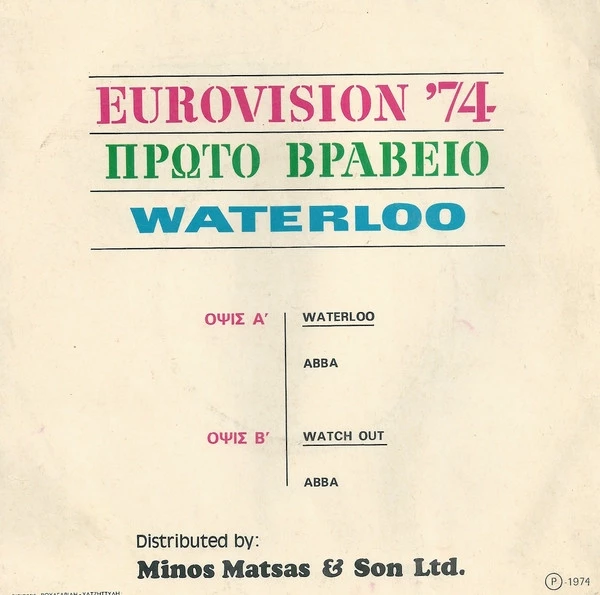 EUROVISION '74
ΠΡΩΤΟ ΒΡΑΒΕΙΟ
WATERLOO
ΟΨΙΣ Α' WATERLOO
ABBA
ΟΨΙΣ Β' WATCH OUT
ABBA
Distributed by:
Minos Matsas & Son Ltd.
Ⓟ -1974